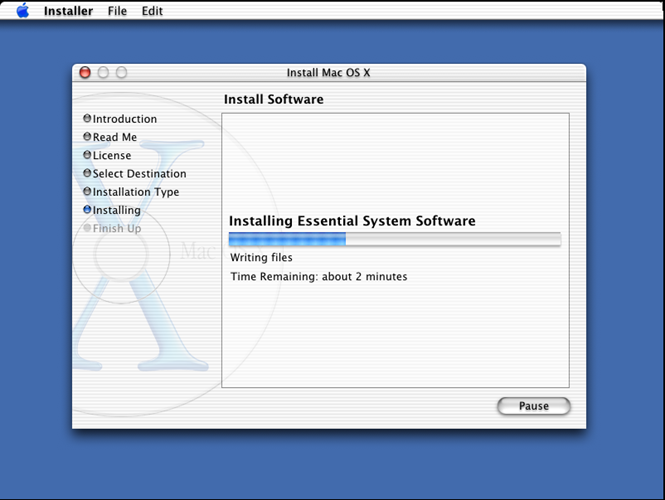 Installer File Edit
Install Mac OS X
Install Software
Introduction
Read Me
License
Select Destination
Installation Type
Installing
Finish Up
Mac
Installing Essential System Software
Writing files
Time Remaining: about 2 minutes
Pause